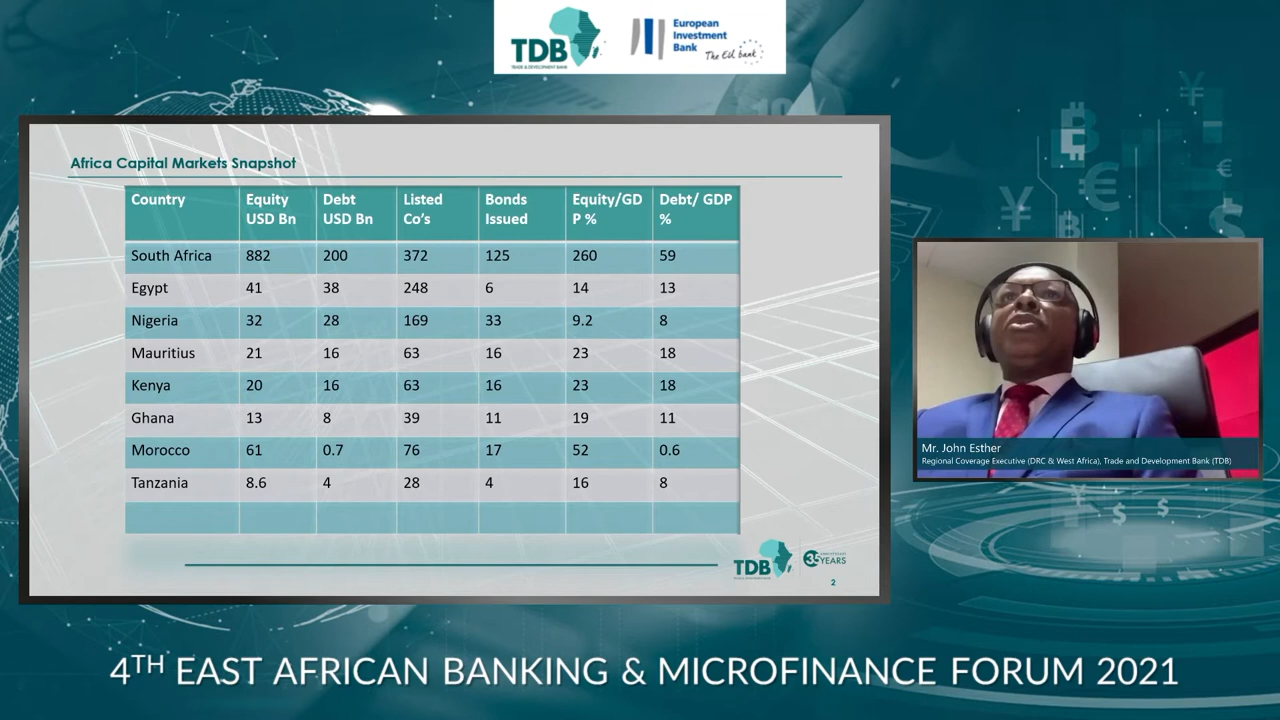 TDB
TRADE & DEVELOPMENT BANK
European
Investment
Bank
The EU bank
Africa Capital Markets Snapshot
Country Equity USD Bn Debt USD Bn Listed Co's Bonds Issued Equity/GD P % Debt/ GDP %
South Africa 882 200 372 125 260 59
Egypt 41 38 248 6 14 13
Nigeria 32 28 169 33 9.2 8
Mauritius 21 16 63 16 23 18
Kenya 20 16 63 16 23 18
Ghana 13 8 39 11 19 11
Morocco 61 0.7 76 17 52 0.6
Tanzania 8.6 4 28 4 16 8
TDB
35 ANNIVERSARY
YEARS
2
Mr. John Esther
Regional Coverage Executive (DRC & West Africa), Trade and Development Bank (TDB)
4TH EAST AFRICAN BANKING & MICROFINANCE FORUM 2021